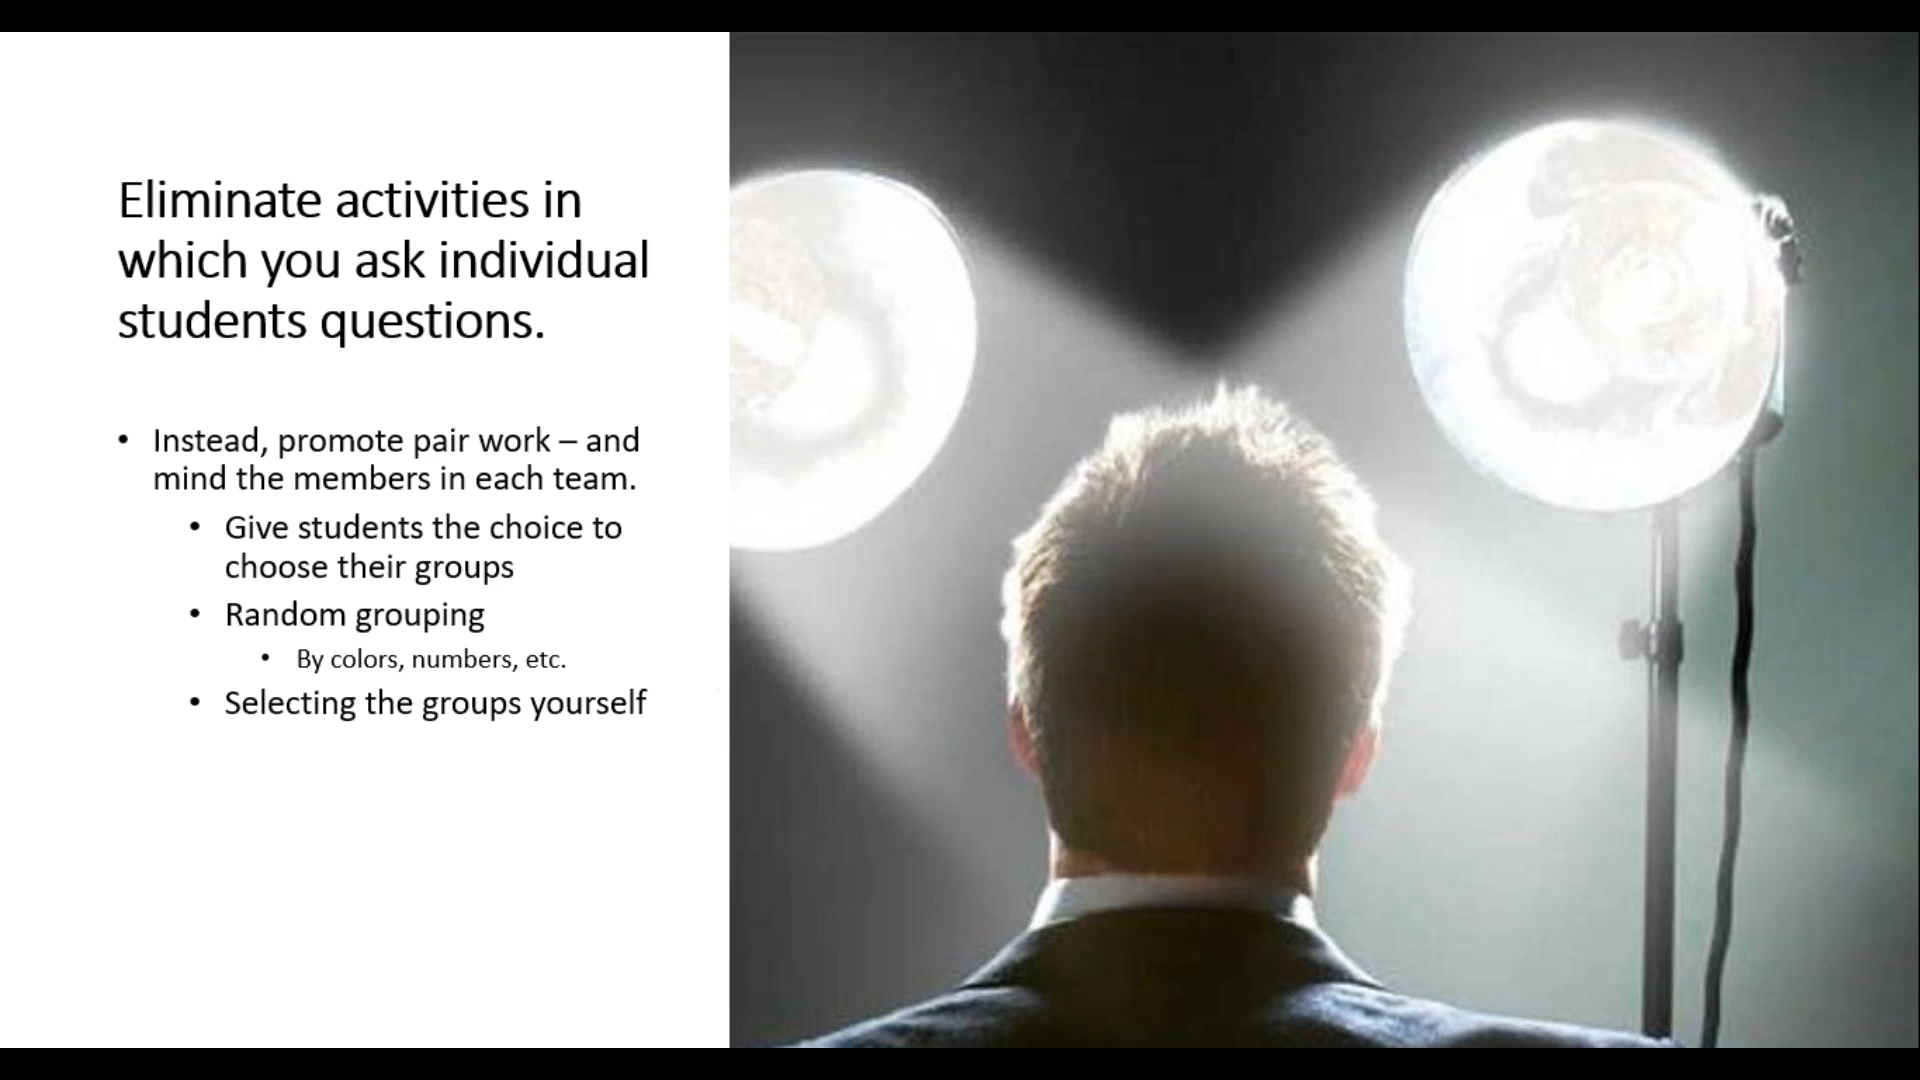 Eliminate activities in
which you ask individual
students questions.
• Instead, promote pair work – and
mind the members in each team.
• Give students the choice to
choose their groups
• Random grouping
• By colors, numbers, etc.
• Selecting the groups yourself